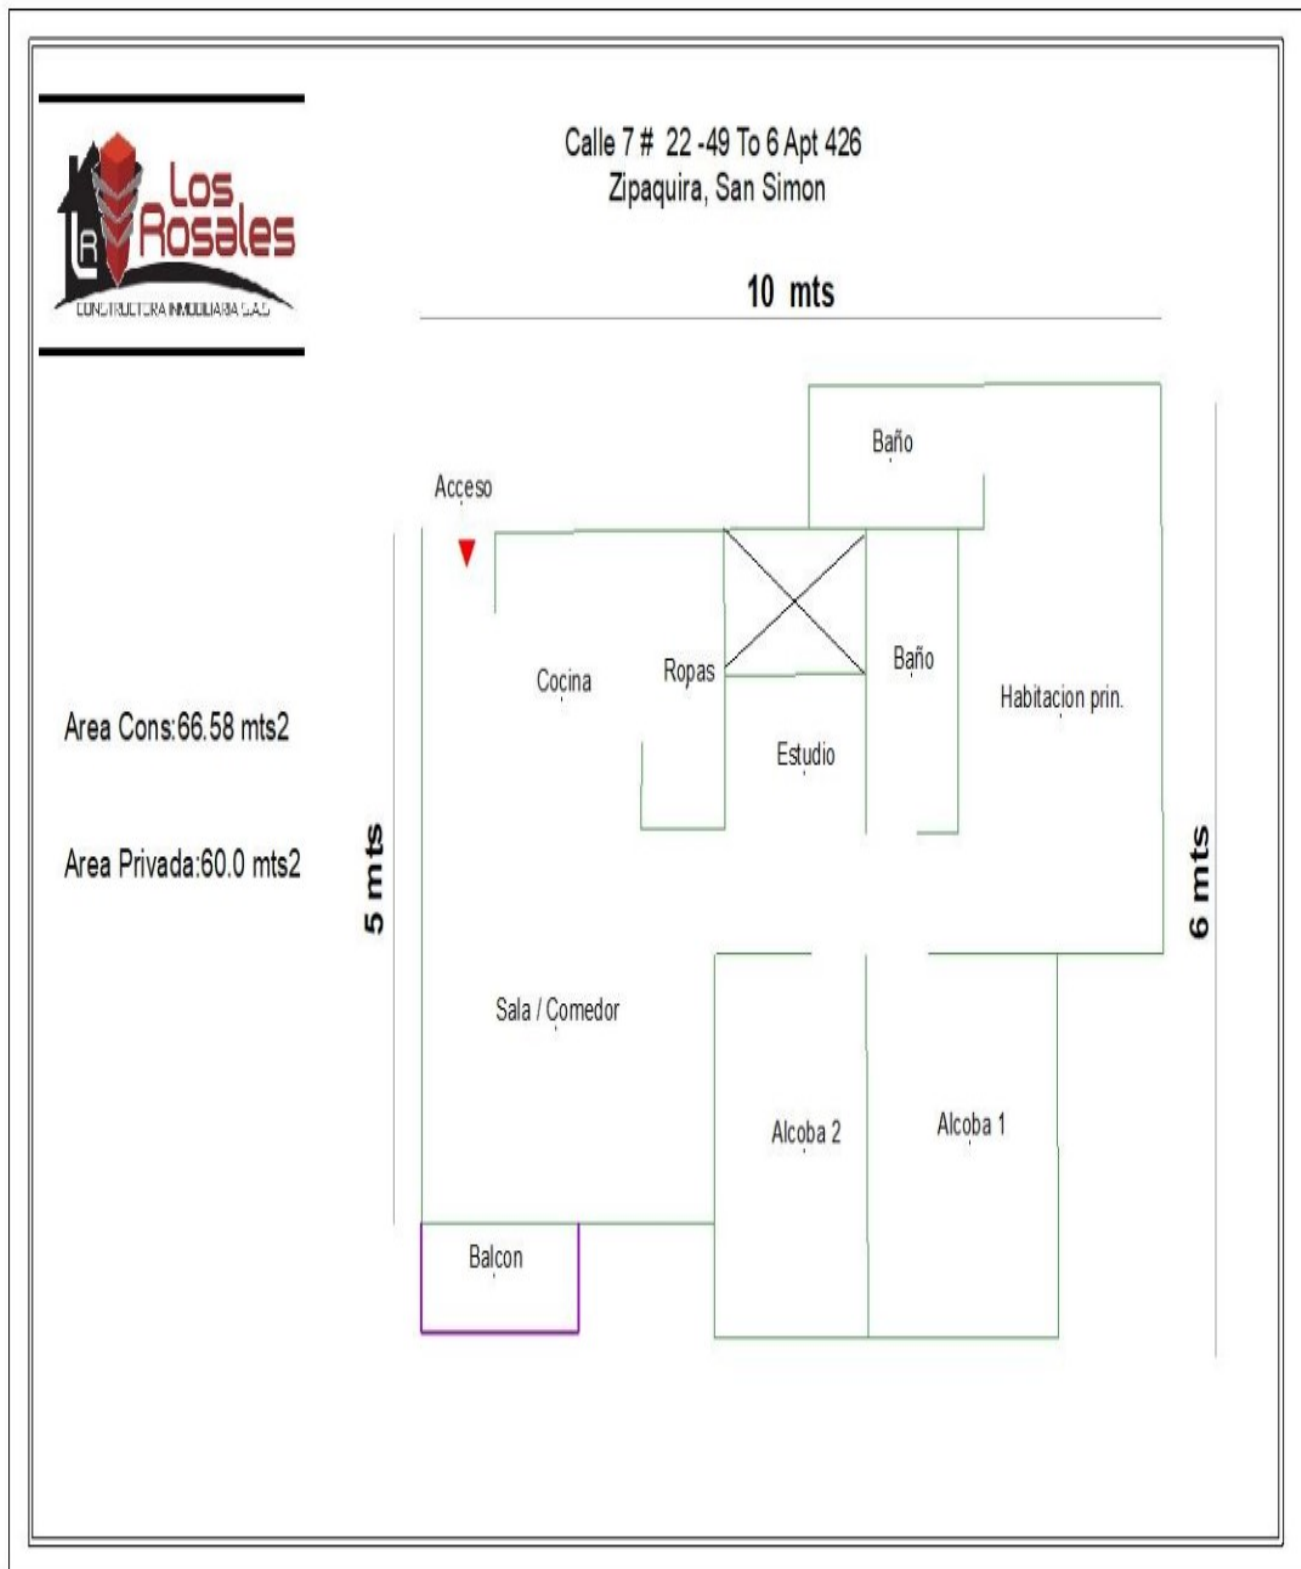 Los
Rosales
LR
CONSTRUCTORA INMOBILIARIA S.A.S
Calle 7 # 22 -49 To 6 Apt 426
Zipaquira, San Simon
10 mts
Baño
Acceso
Cocina
Ropas
Baño
Habitacion prin.
Area Cons:66.58 mts2
Estudio
Area Privada:60.0 mts2
5 mts
6 mts
Sala / Comedor
Alcoba 2
Alcoba 1
Balcon